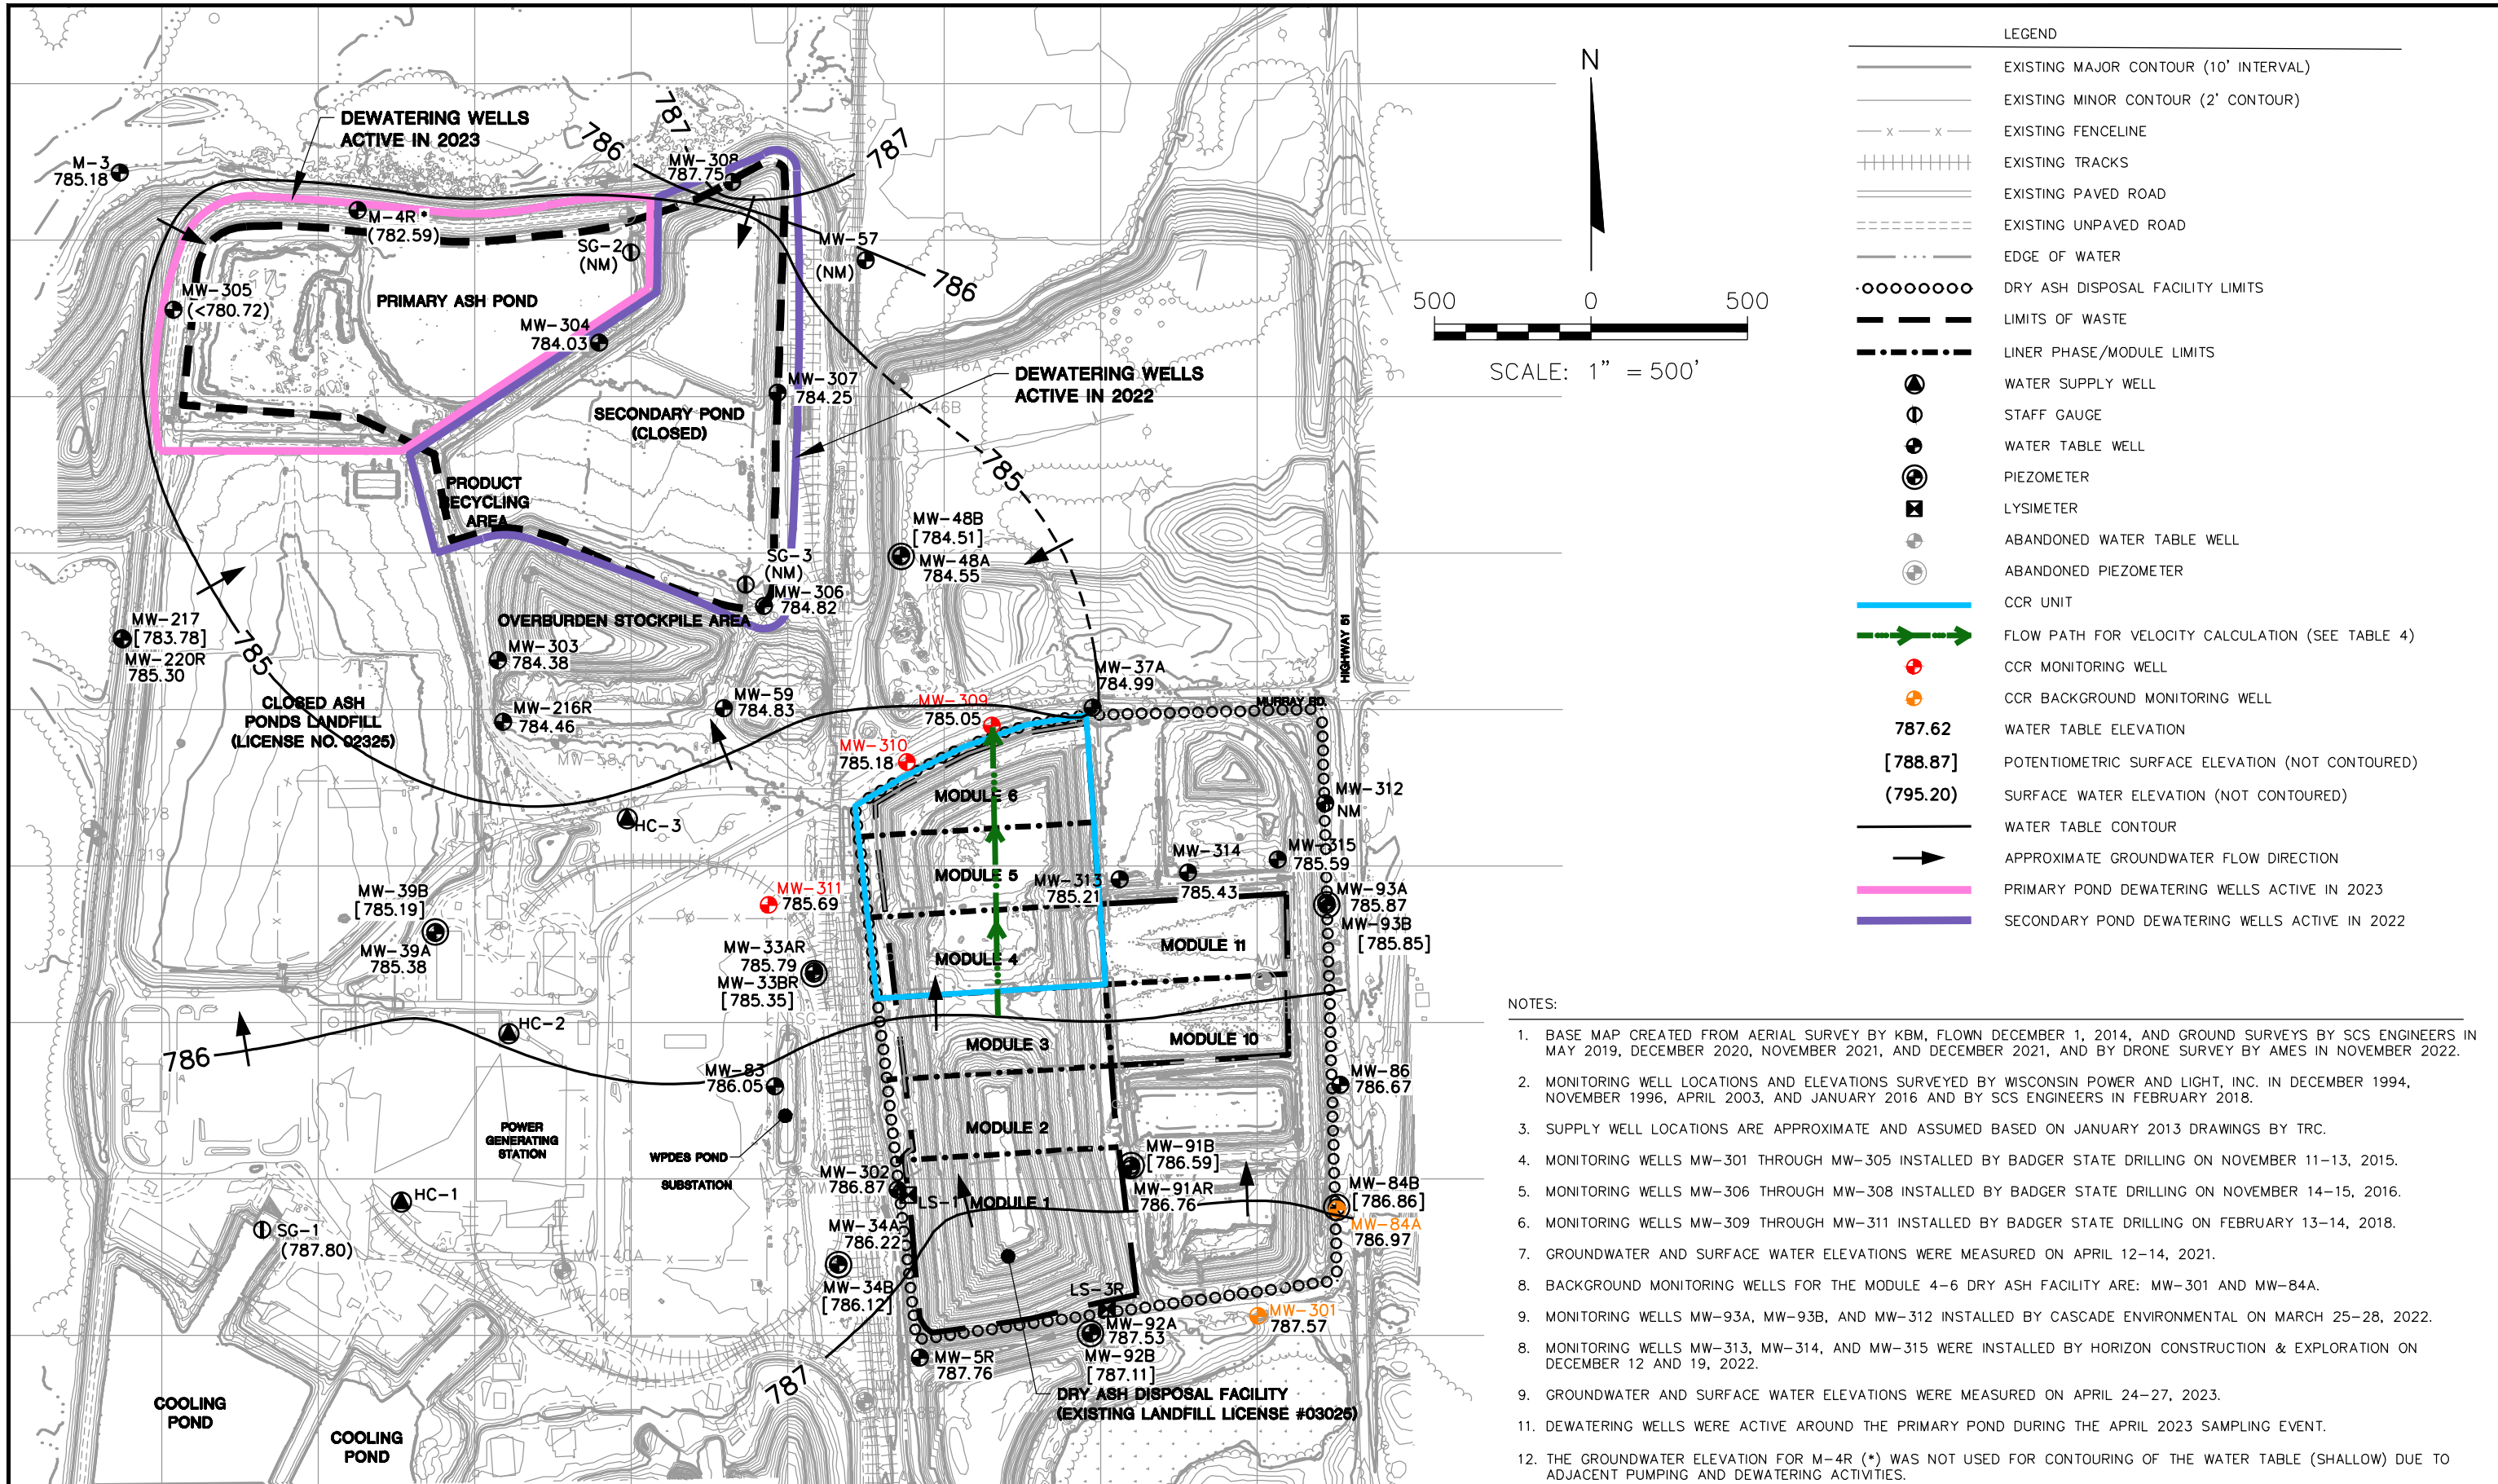 DEWATERING WELLS
ACTIVE IN 2023
M-3
785.18
M-4R*
(782.59)
786
787
MW-308
787.75
787
SG-2
(NM)
MW-57
(NM)
786
MW-305
(<780.72)
PRIMARY ASH POND
MW-304
784.03
MW-307
784.25
MW-46A
MW-46B
DEWATERING WELLS
ACTIVE IN 2022
SECONDARY POND
(CLOSED)
785
PRODUCT
RECYCLING
AREA
MW-48B
[784.51]
MW-48A
784.55
SG-3
(NM)
MW-306
784.82
OVERBURDEN STOCKPILE AREA
MW-217
[783.78]
MW-220R
785.30
785
MW-303
784.38
CLOSED ASH
PONDS LANDFILL
(LICENSE NO. 02325)
MW-216R
784.46
MW-59
784.83
MW-58
MW-37A
784.99
HIGHWAY 51
MURRAY RD.
MW-309
785.05
MW-310
785.18
MODULE 6
MW-312
NM
HC-3
MW-218
MW-219
MW-314
785.43
MW-315
785.59
MODULE 5
MW-313
785.21
MW-311
785.69
MW-39B
[785.19]
MW-39A
785.38
MW-93A
785.87
MW-93B
[785.85]
MW-33AR
785.79
MW-33BR
[785.35]
MODULE 4
MODULE 11
HC-2
786
MODULE 3
MODULE 10
MW-83
786.05
MW-86
786.67
POWER
GENERATING
STATION
WPDES POND
SUBSTATION
MODULE 2
MW-91B
[786.59]
MW-91AR
786.76
MW-302
786.87
LS-1
MODULE 1
MW-84B
[786.86]
MW-84A
786.97
HC-1
SG-1
(787.80)
MW-34A
786.22
MW-34B
[786.12]
MW-40A
MW-40B
LS-3R
MW-301
787.57
MW-92A
787.53
MW-92B
[787.11]
MW-5R
787.76
787
DRY ASH DISPOSAL FACILITY
(EXISTING LANDFILL LICENSE #03025)
COOLING
POND
COOLING
POND
N
500 0 500
SCALE: 1" = 500'
LEGEND
EXISTING MAJOR CONTOUR (10' INTERVAL)
EXISTING MINOR CONTOUR (2' CONTOUR)
EXISTING FENCELINE
EXISTING TRACKS
EXISTING PAVED ROAD
EXISTING UNPAVED ROAD
EDGE OF WATER
DRY ASH DISPOSAL FACILITY LIMITS
LIMITS OF WASTE
LINER PHASE/MODULE LIMITS
WATER SUPPLY WELL
STAFF GAUGE
WATER TABLE WELL
PIEZOMETER
LYSIMETER
ABANDONED WATER TABLE WELL
ABANDONED PIEZOMETER
CCR UNIT
FLOW PATH FOR VELOCITY CALCULATION (SEE TABLE 4)
CCR MONITORING WELL
CCR BACKGROUND MONITORING WELL
787.62 WATER TABLE ELEVATION
[788.87] POTENTIOMETRIC SURFACE ELEVATION (NOT CONTOURED)
(795.20) SURFACE WATER ELEVATION (NOT CONTOURED)
WATER TABLE CONTOUR
APPROXIMATE GROUNDWATER FLOW DIRECTION
PRIMARY POND DEWATERING WELLS ACTIVE IN 2023
SECONDARY POND DEWATERING WELLS ACTIVE IN 2022
NOTES:
1. BASE MAP CREATED FROM AERIAL SURVEY BY KBM, FLOWN DECEMBER 1, 2014, AND GROUND SURVEYS BY SCS ENGINEERS IN
MAY 2019, DECEMBER 2020, NOVEMBER 2021, AND DECEMBER 2021, AND BY DRONE SURVEY BY AMES IN NOVEMBER 2022.
2. MONITORING WELL LOCATIONS AND ELEVATIONS SURVEYED BY WISCONSIN POWER AND LIGHT, INC. IN DECEMBER 1994,
NOVEMBER 1996, APRIL 2003, AND JANUARY 2016 AND BY SCS ENGINEERS IN FEBRUARY 2018.
3. SUPPLY WELL LOCATIONS ARE APPROXIMATE AND ASSUMED BASED ON JANUARY 2013 DRAWINGS BY TRC.
4. MONITORING WELLS MW-301 THROUGH MW-305 INSTALLED BY BADGER STATE DRILLING ON NOVEMBER 11-13, 2015.
5. MONITORING WELLS MW-306 THROUGH MW-308 INSTALLED BY BADGER STATE DRILLING ON NOVEMBER 14-15, 2016.
6. MONITORING WELLS MW-309 THROUGH MW-311 INSTALLED BY BADGER STATE DRILLING ON FEBRUARY 13-14, 2018.
7. GROUNDWATER AND SURFACE WATER ELEVATIONS WERE MEASURED ON APRIL 12-14, 2021.
8. BACKGROUND MONITORING WELLS FOR THE MODULE 4-6 DRY ASH FACILITY ARE: MW-301 AND MW-84A.
9. MONITORING WELLS MW-93A, MW-93B, AND MW-312 INSTALLED BY CASCADE ENVIRONMENTAL ON MARCH 25-28, 2022.
8. MONITORING WELLS MW-313, MW-314, AND MW-315 WERE INSTALLED BY HORIZON CONSTRUCTION & EXPLORATION ON
DECEMBER 12 AND 19, 2022.
9. GROUNDWATER AND SURFACE WATER ELEVATIONS WERE MEASURED ON APRIL 24-27, 2023.
11. DEWATERING WELLS WERE ACTIVE AROUND THE PRIMARY POND DURING THE APRIL 2023 SAMPLING EVENT.
12. THE GROUNDWATER ELEVATION FOR M-4R (*) WAS NOT USED FOR CONTOURING OF THE WATER TABLE (SHALLOW) DUE TO
ADJACENT PUMPING AND DEWATERING ACTIVITIES.